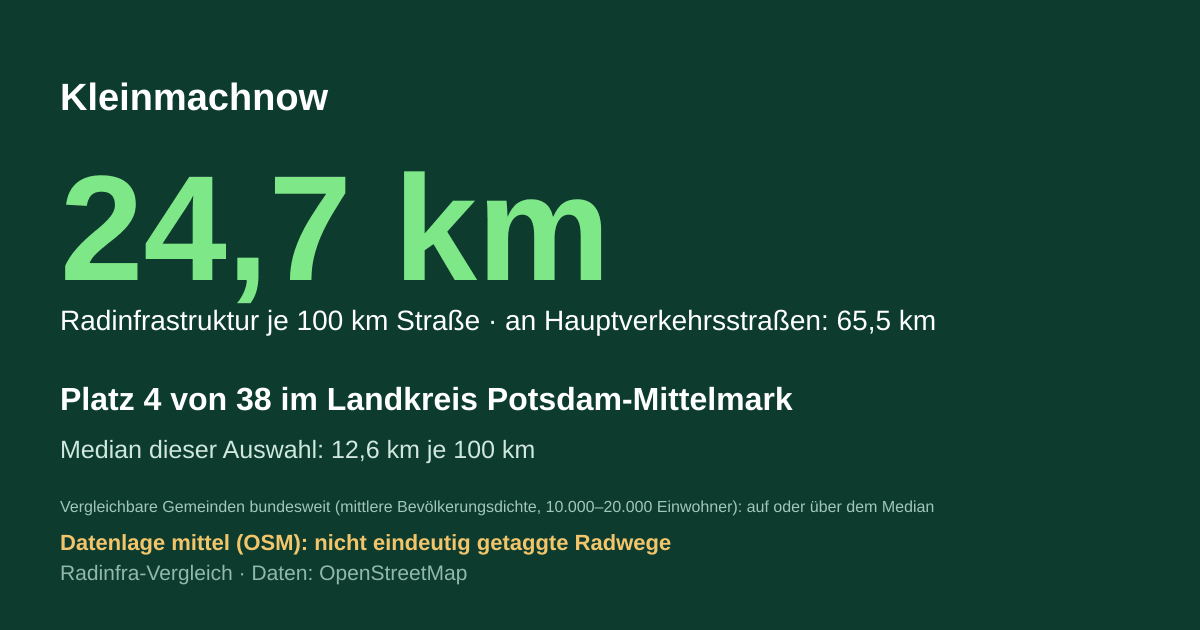 Kleinmachnow
24,7 km
Radinfrastruktur je 100 km Straße · an Hauptverkehrsstraßen: 65,5 km
Platz 4 von 38 im Landkreis Potsdam-Mittelmark
Median dieser Auswahl: 12,6 km je 100 km
Vergleichbare Gemeinden bundesweit (mittlere Bevölkerungsdichte, 10.000–20.000 Einwohner): auf oder über dem Median
Datenlage mittel (OSM): nicht eindeutig getaggte Radwege
Radinfra-Vergleich · Daten: OpenStreetMap